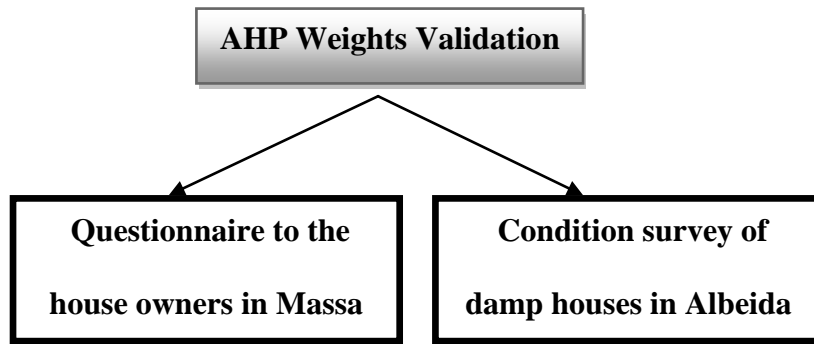 AHP Weights Validation
Questionnaire to the
house owners in Massa
Condition survey of
damp houses in Albeida